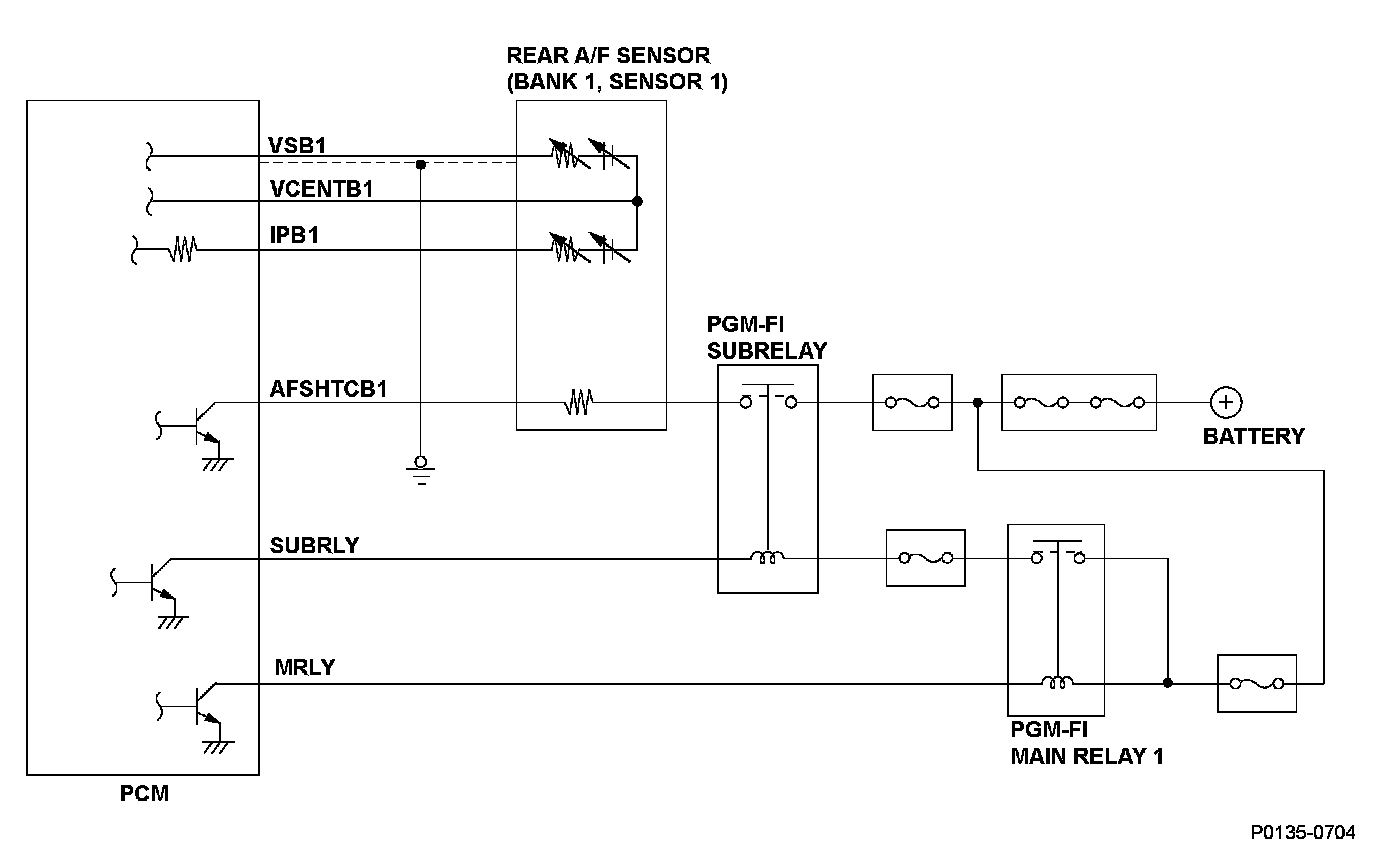 REAR A/F SENSOR
(BANK 1, SENSOR 1)
VSB1
VCENTB1
IPB1
PGM-FI
SUBRELAY
AFSHTCB1
BATTERY
SUBRLY
MRLY
PGM-FI
MAIN RELAY 1
PCM
P0135-0704